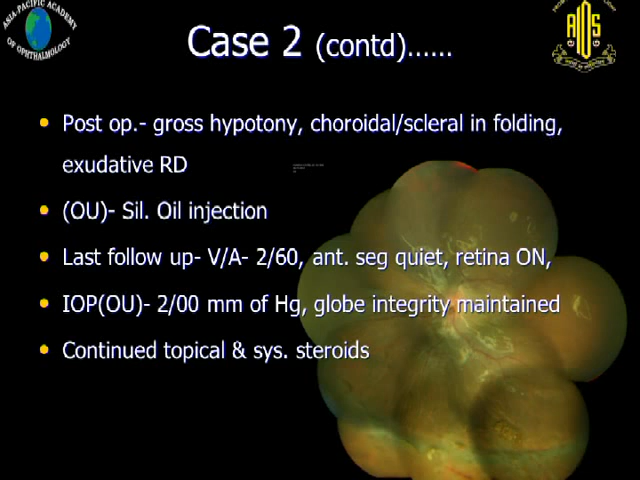 ASIA-PACIFIC ACADEMY
OF OPHTHALMOLOGY
AIOS
Case 2 (contd)......
• Post op.- gross hypotony, choroidal/scleral in folding,
exudative RD
• (OU)- Sil. Oil injection
• Last follow up- V/A- 2/60, ant. seg quiet, retina ON,
• IOP(OU)- 2/00 mm of Hg, globe integrity maintained
• Continued topical & sys. steroids